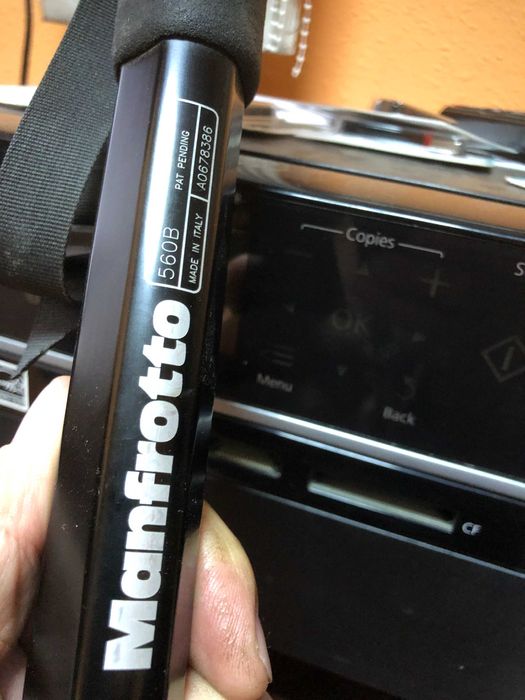 Manfrotto
560B
PAT PENDING
MADE IN ITALY
A0678386
Copies
OK
Menu
Back
CF